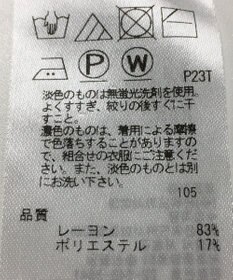 P23T
P
W
淡色のものは無蛍光洗剤を使用。
よくすすぎ、絞りの後すぐに干
すこと。
濃色のものは、着用による摩擦
で色落ちすることがありますの
で、組合せの衣服にご注意下さ
い。また、淡色のものとは別に
お洗い下さい。
105
品質
レーヨン 83%
ポリエステル 17%